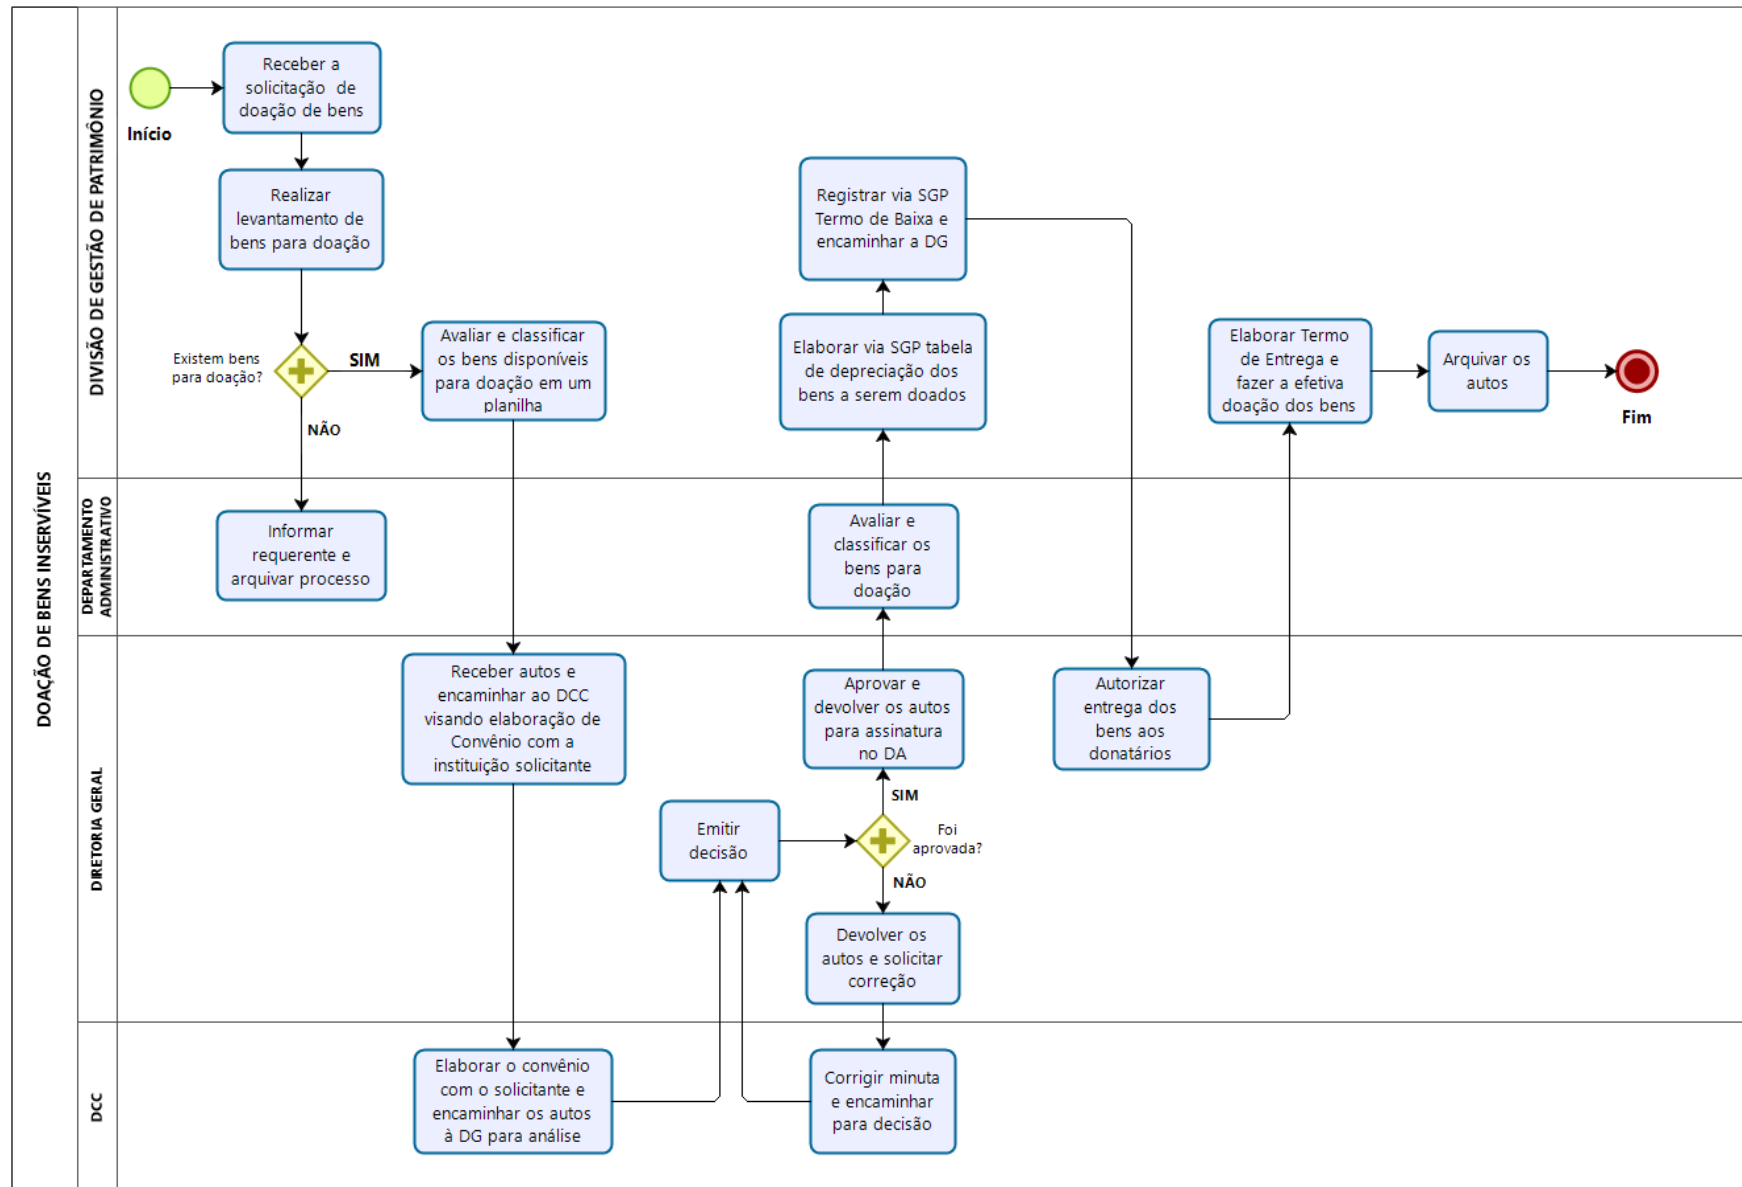 DOAÇÃO DE BENS INSERVÍVEIS
DIVISÃO DE GESTÃO DE PATRIMÔNIO
Início
Receber a
solicitação de
doação de bens
Realizar
levantamento de
bens para doação
Existem bens
para doação?
SIM
NÃO
Avaliar e classificar
os bens disponíveis
para doação em um
planilha
Registrar via SGP
Termo de Baixa e
encaminhar a DG
Elaborar via SGP tabela
de depreciação dos
bens a serem doados
Elaborar Termo
de Entrega e
fazer a efetiva
doação dos bens
Arquivar os
autos
Fim
DEPARTAMENTO
ADMINISTRATIVO
Informar
requerente e
arquivar processo
Avaliar e
classificar os
bens para
doação
DIRETORIA GERAL
Receber autos e
encaminhar ao DCC
visando elaboração de
Convênio com a
instituição solicitante
Aprovar e
devolver os autos
para assinatura
no DA
Autorizar
entrega dos
bens aos
donatários
SIM
Emitir
decisão
Foi
aprovada?
NÃO
Devolver os
autos e solicitar
correção
DCC
Elaborar o convênio
com o solicitante e
encaminhar os autos
à DG para análise
Corrigir minuta
e encaminhar
para decisão